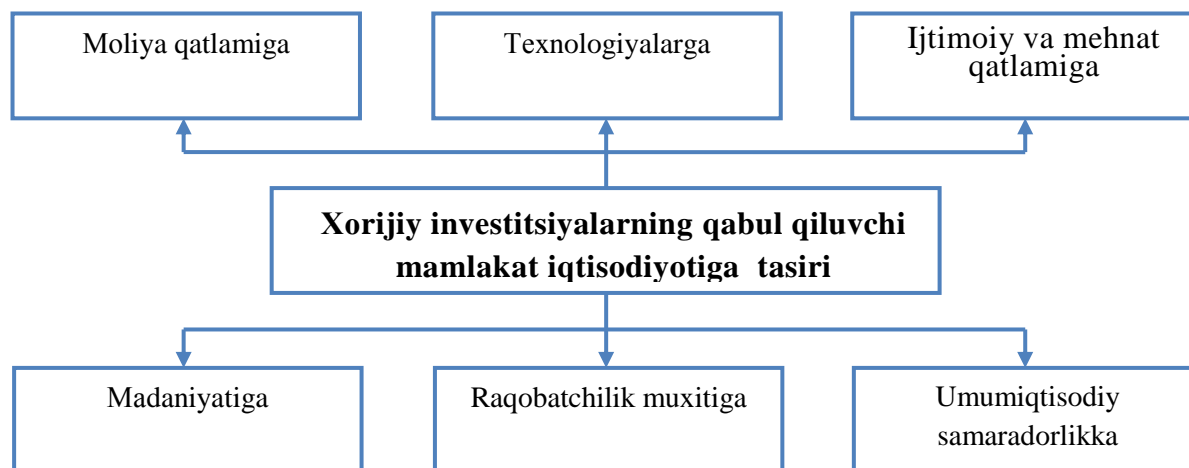 Moliya qatlamiga
Texnologiyalarga
Ijtimoiy va mehnat
qatlamiga
Xorijiy investitsiyalarning qabul qiluvchi
mamlakat iqtisodiyotiga tasiri
Madaniyatiga
Raqobatchilik muxitiga
Umumiqtisodiy
samaradorlikka